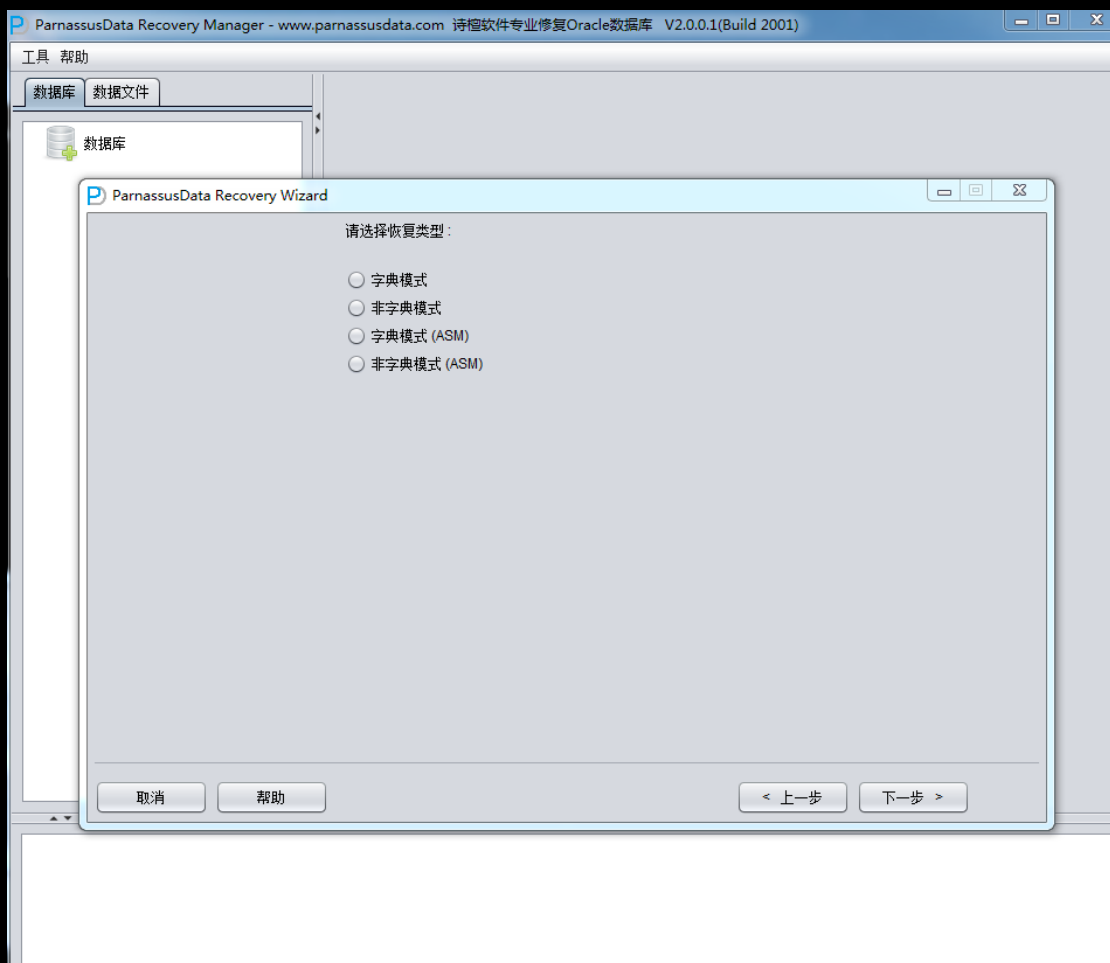 ParnassusData Recovery Manager - www.parnassusdata.com 诗檀软件专业修复Oracle数据库 V2.0.0.1(Build 2001)
工具 帮助
数据库 数据文件
数据库
ParnassusData Recovery Wizard
请选择恢复类型 :
字典模式
非字典模式
字典模式 (ASM)
非字典模式 (ASM)
取消 帮助 < 上一步 下一步 >